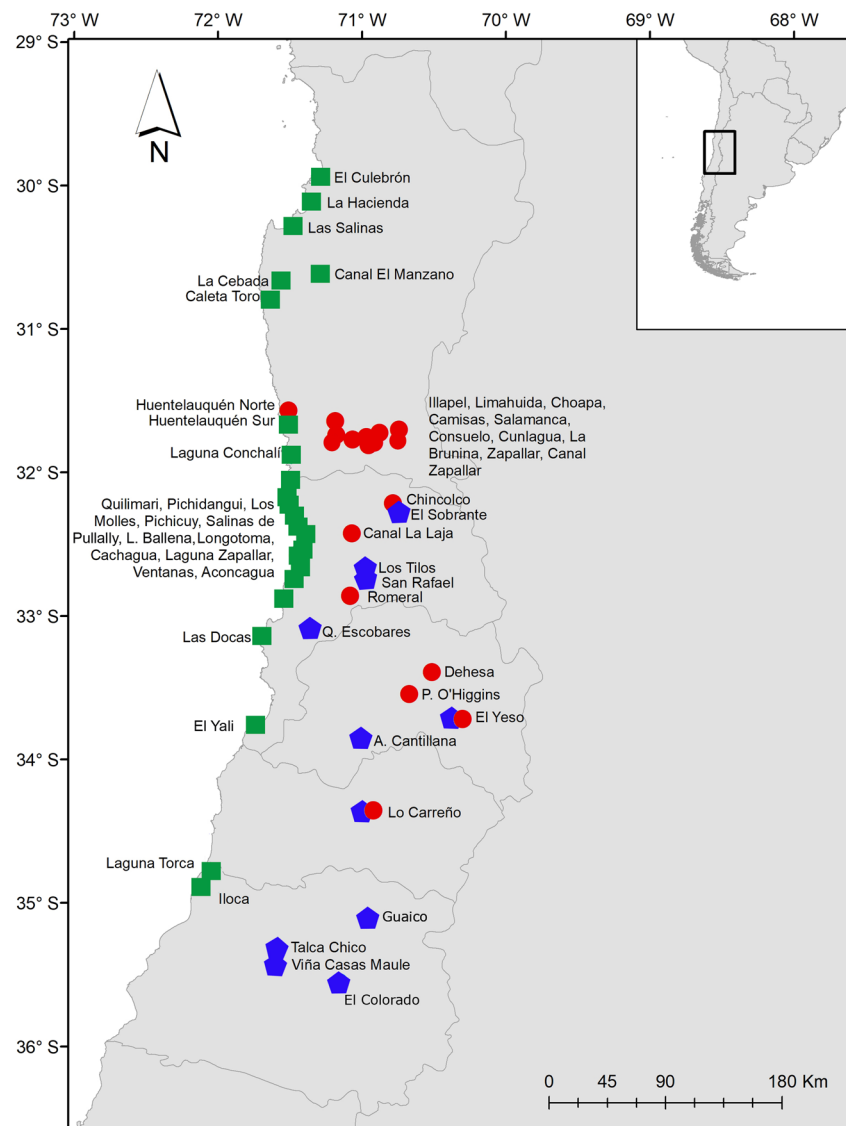 73° W 72° W 71° W 70° W 69° W 68° W
29° S
30° S
31° S
32° S
33° S
34° S
35° S
36° S
N
El Culebrón
La Hacienda
Las Salinas
Canal El Manzano
La Cebada
Caleta Toro
Huentelauquén Norte
Huentelauquén Sur
Illapel, Limahuida, Choapa,
Camisas, Salamanca,
Consuelo, Cunlagua, La
Brunina, Zapallar, Canal
Zapallar
Laguna Conchalí
Chincolco
El Sobrante
Quilimari, Pichidangui, Los
Molles, Pichicuy, Salinas de
Pullally, L. Ballena,Longotoma,
Cachagua, Laguna Zapallar,
Ventanas, Aconcagua
Canal La Laja
Los Tilos
San Rafael
Romeral
Q. Escobares
Las Docas
Dehesa
P. O'Higgins
El Yeso
El Yali
A. Cantillana
Lo Carreño
Laguna Torca
Iloca
Guaico
Talca Chico
Viña Casas Maule
El Colorado
0 45 90 180 Km